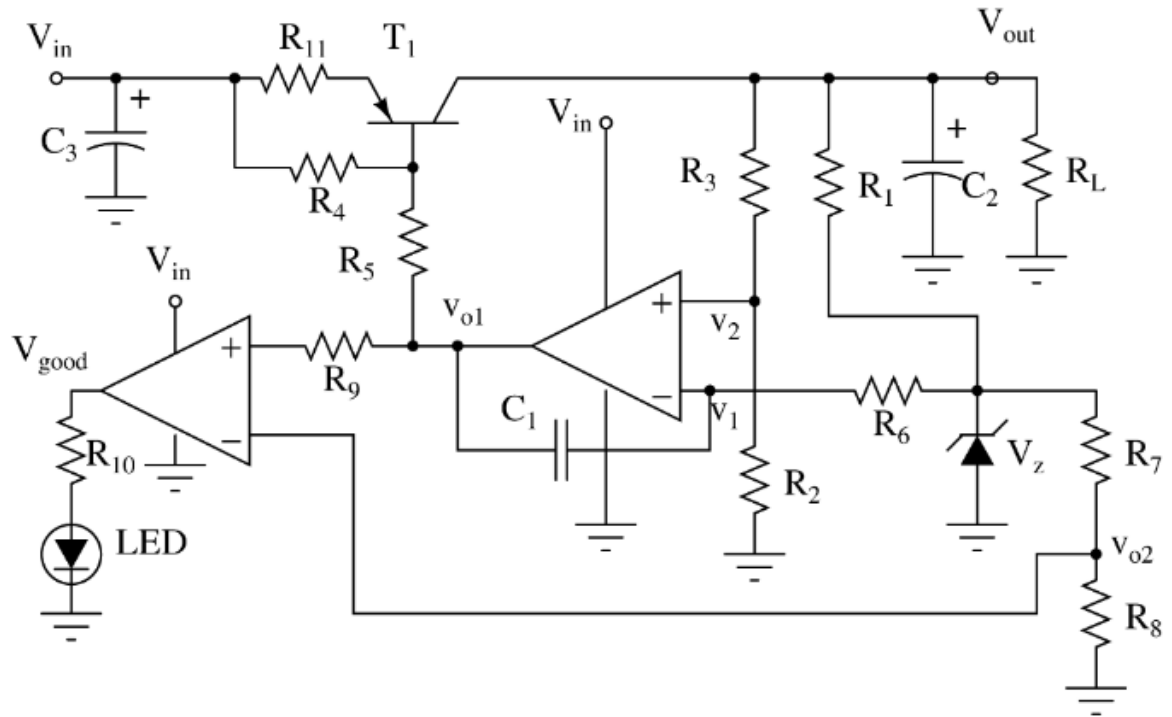 V_in
R_11
T_1
V_out
+
C_3
V_in
+
R_4
R_3
R_1
C_2
R_L
R_5
V_in
v_o1
+
v_2
V_good
+
R_9
−
C_1
v_1
R_6
−
R_10
R_2
V_z
R_7
LED
v_o2
R_8